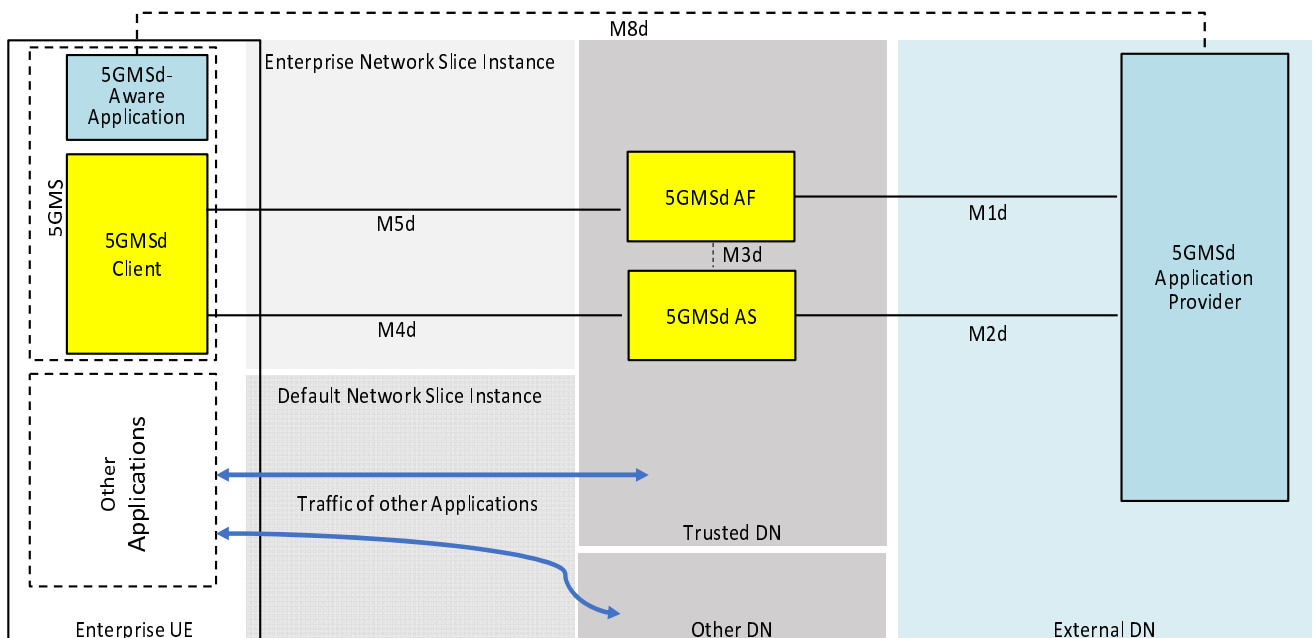 M8d
Enterprise Network Slice Instance
5GMSd-
Aware
Application
5GMS
5GMSd
Client
M5d
M4d
5GMSd AF
M3d
5GMSd AS
M1d
M2d
5GMSd
Application
Provider
Default Network Slice Instance
Other
Applications
Traffic of other Applications
Trusted DN
Enterprise UE
Other DN
External DN